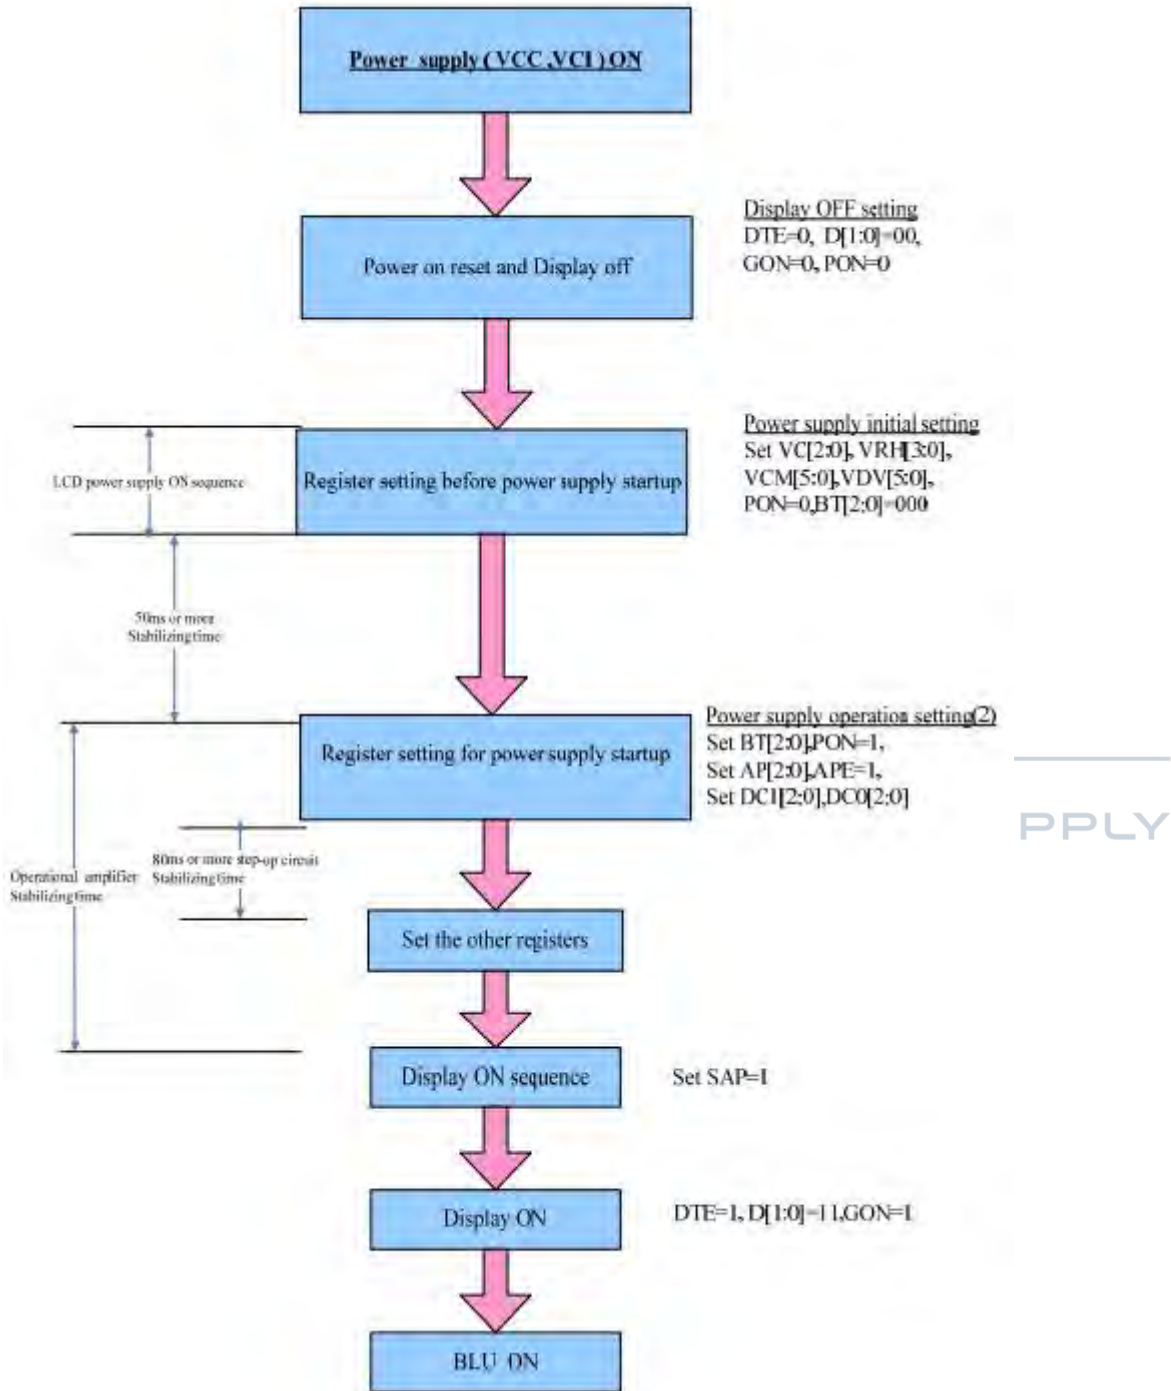 Power supply ( VCC ,VCI ) ON
Power on reset and Display off
Display OFF setting
DTE=0, D[1:0]=00,
GON=0, PON=0
LCD power supply ON sequence
Register setting before power supply startup
Power supply initial setting
Set VC[2:0], VRH[3:0],
VCM[5:0],VDV[5:0],
PON=0,BT[2:0]=000
50ms or more
Stabilizing time
Register setting for power supply startup
Power supply operation setting(2)
Set BT[2:0],PON=1,
Set AP[2:0],APE=1,
Set DC1[2:0],DC0[2:0]
PPLY
80ms or more step-up circuit
Stabilizing time
Operational amplifier
Stabilizing time
Set the other registers
Display ON sequence
Set SAP=1
Display ON
DTE=1, D[1:0]=11,GON=1
BLU ON